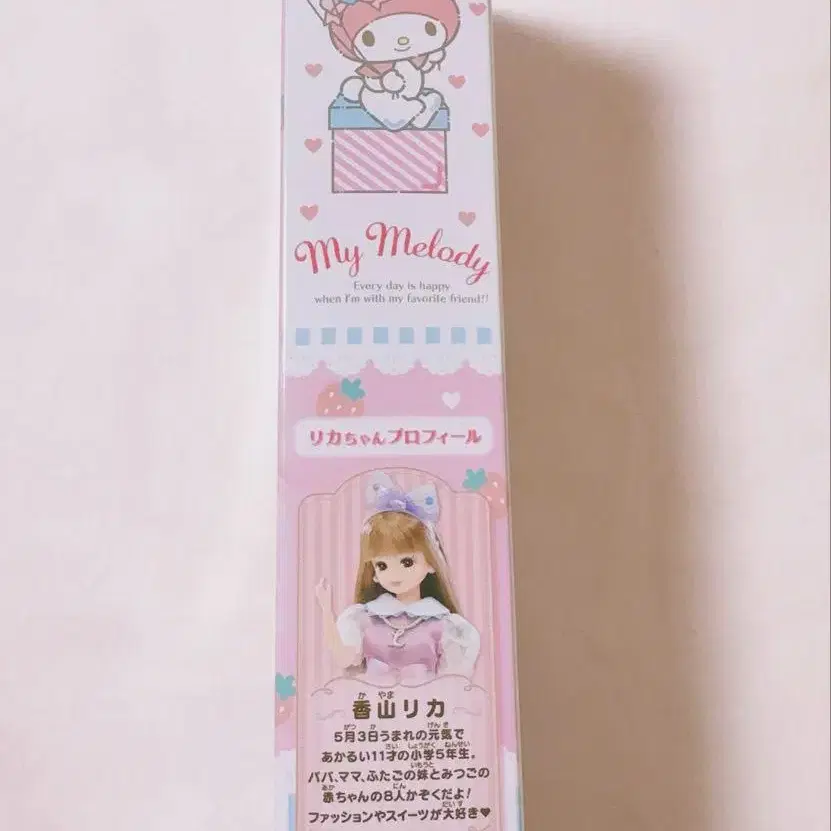 My Melody
Every day is happy
when I'm with my favorite friend!!
リカちゃんプロフィール
香山リカ
5月3日うまれの元気で
あかるい11才の小学5年生。
パパ、ママ、ふたごの妹とみつごの
赤ちゃんの8人かぞくだよ!
ファッションやスイーツが大好き♥